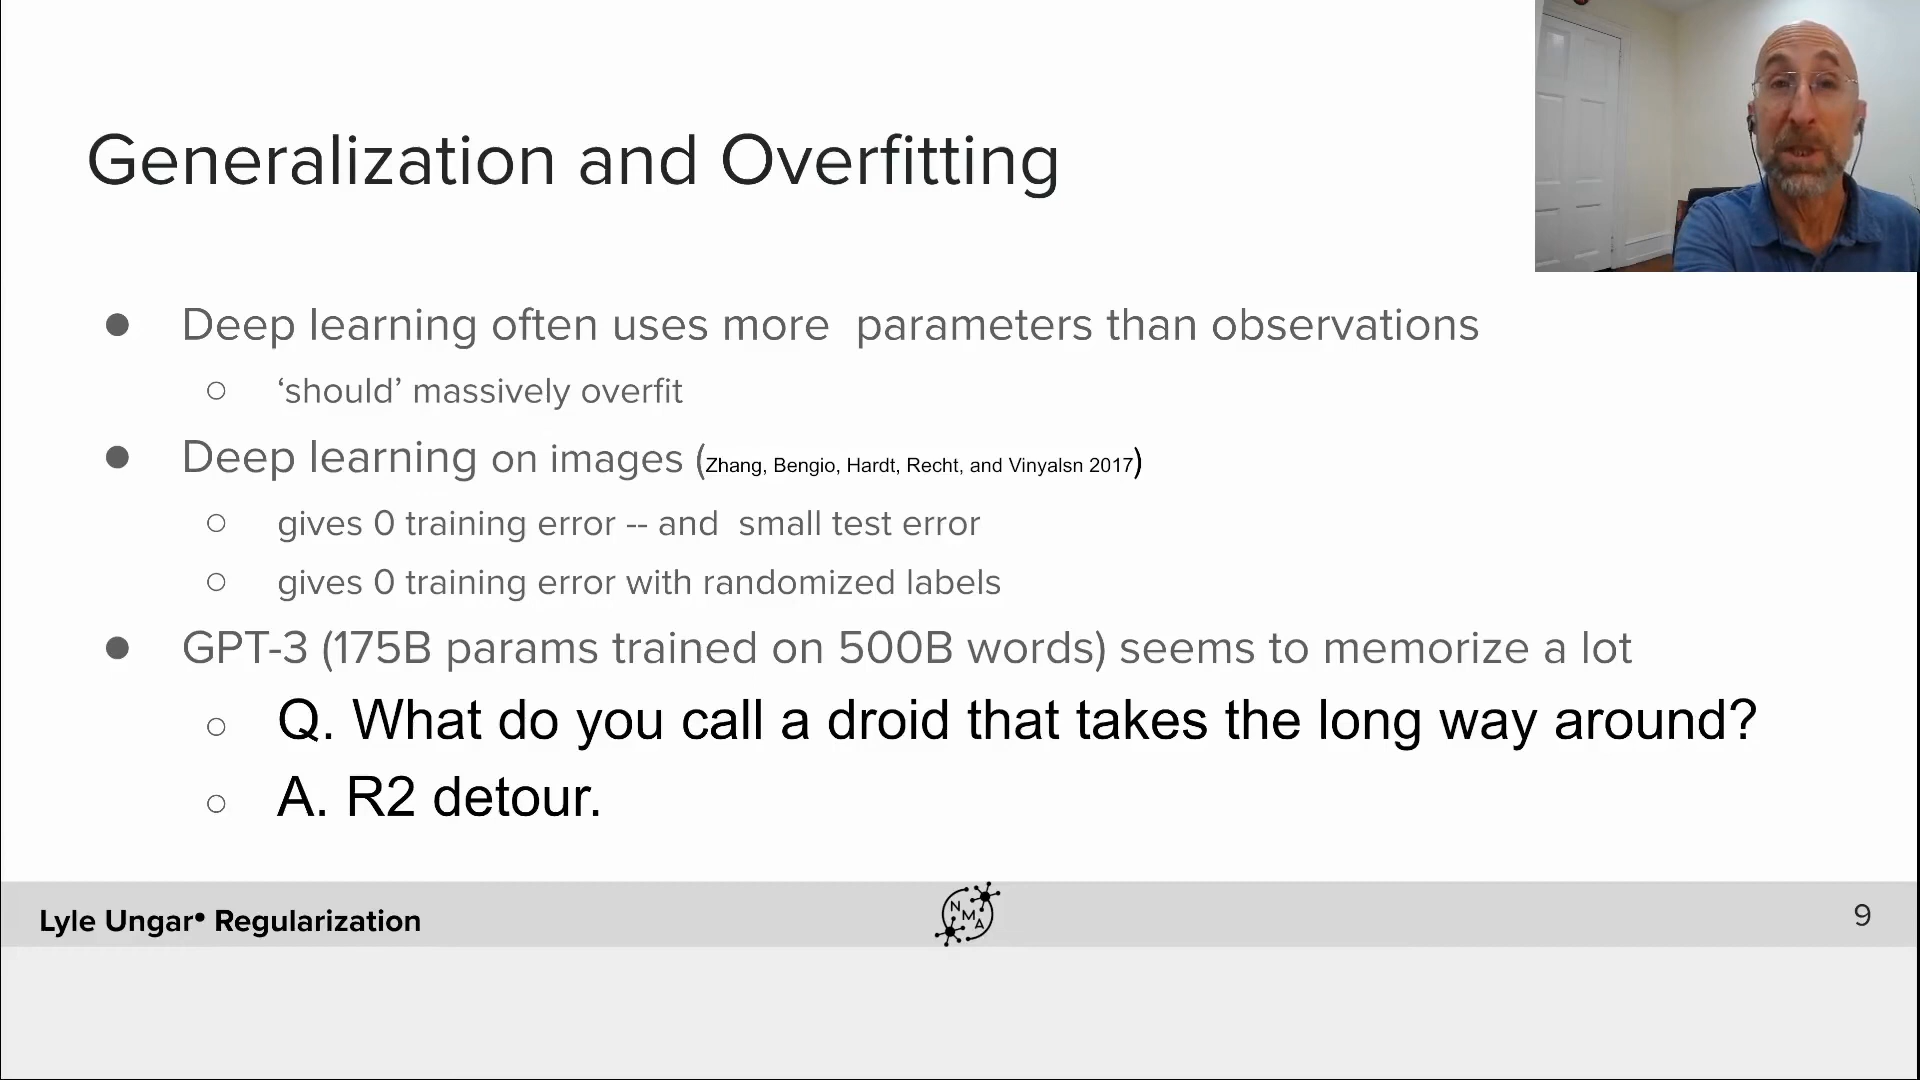 Generalization and Overfitting
● Deep learning often uses more  parameters than observations
○ ‘should’ massively overfit
● Deep learning on images (Zhang, Bengio, Hardt, Recht, and Vinyalsn 2017)
○ gives 0 training error -- and  small test error
○ gives 0 training error with randomized labels
● GPT-3 (175B params trained on 500B words) seems to memorize a lot
○ Q. What do you call a droid that takes the long way around?
○ A. R2 detour.
Lyle Ungar• Regularization
NMA
9